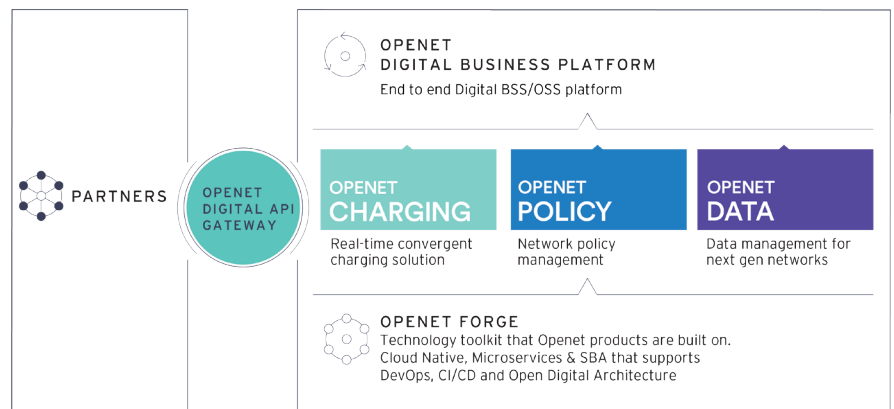 OPENET
DIGITAL BUSINESS PLATFORM
End to end Digital BSS/OSS platform
PARTNERS
OPENET
DIGITAL API
GATEWAY
OPENET
CHARGING
Real-time convergent
charging solution
OPENET
POLICY
Network policy
management
OPENET
DATA
Data management for
next gen networks
OPENET FORGE
Technology toolkit that Openet products are built on.
Cloud Native, Microservices & SBA that supports
DevOps, CI/CD and Open Digital Architecture